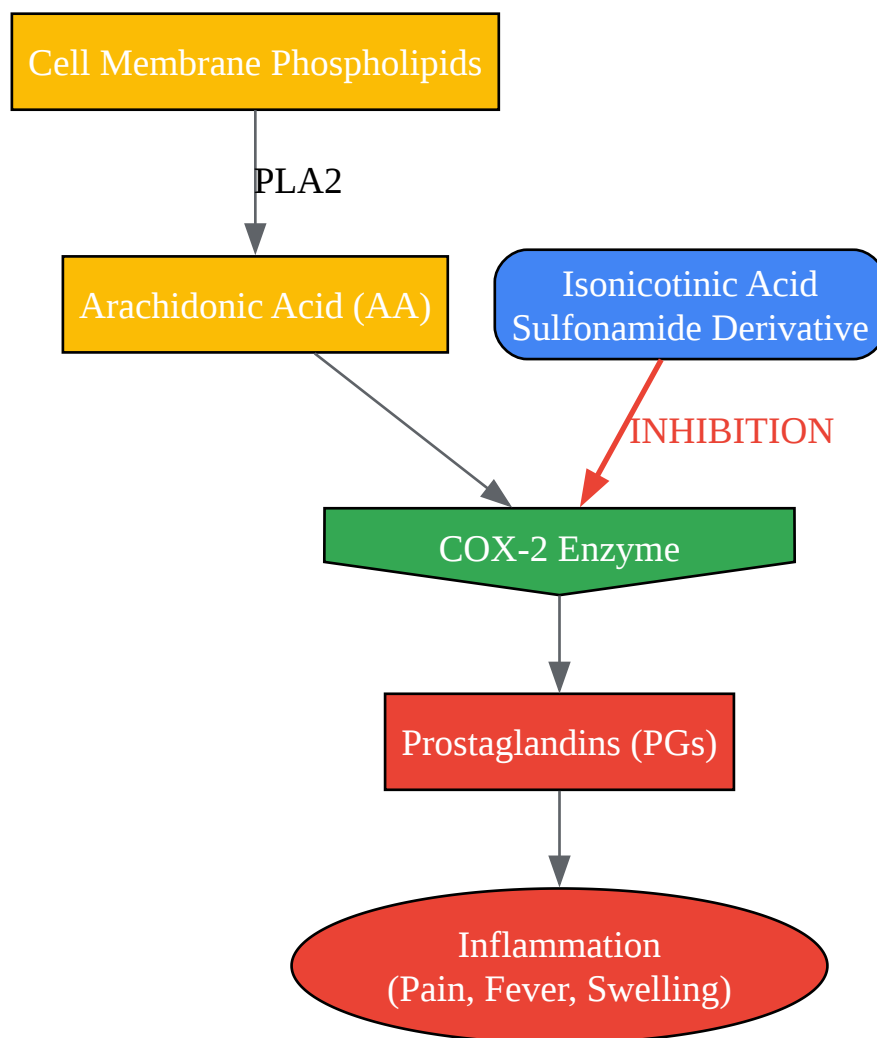 Cell Membrane Phospholipids
PLA2
Arachidonic Acid (AA)
Isonicotinic Acid
Sulfonamide Derivative
INHIBITION
COX-2 Enzyme
Prostaglandins (PGs)
Inflammation
(Pain, Fever, Swelling)